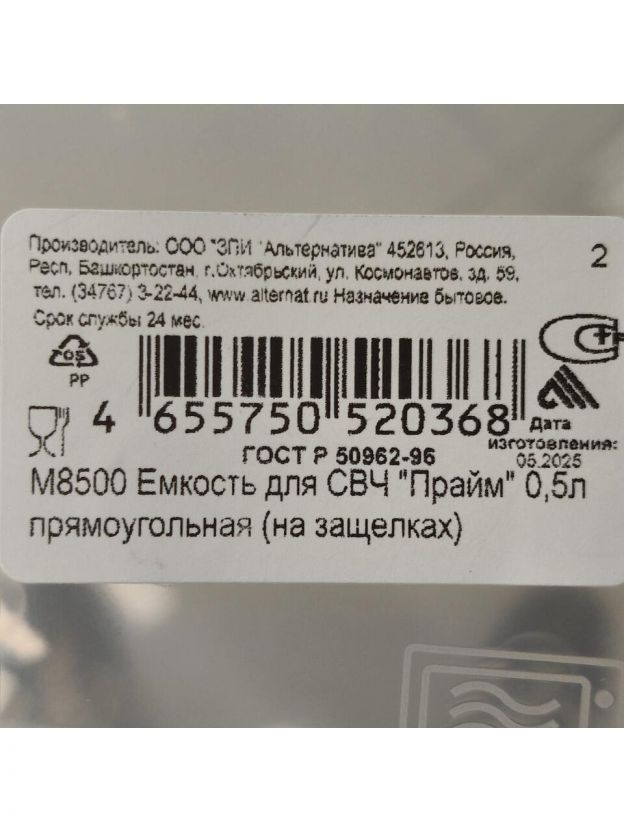 Производитель: ООО "ЗПИ "Альтернатива" 452613, Россия,
2
Респ. Башкортостан, г.Октябрьский, ул. Космонавтов, зд. 59,
тел. (34767) 3-22-44, www.alternat.ru Назначение бытовое.
Срок службы 24 мес.
05
PP
4 655750 520368
Дата
изготовления:
05.2025
ГОСТ Р 50962-96
М8500 Емкость для СВЧ "Прайм" 0,5л
прямоугольная (на защелках)